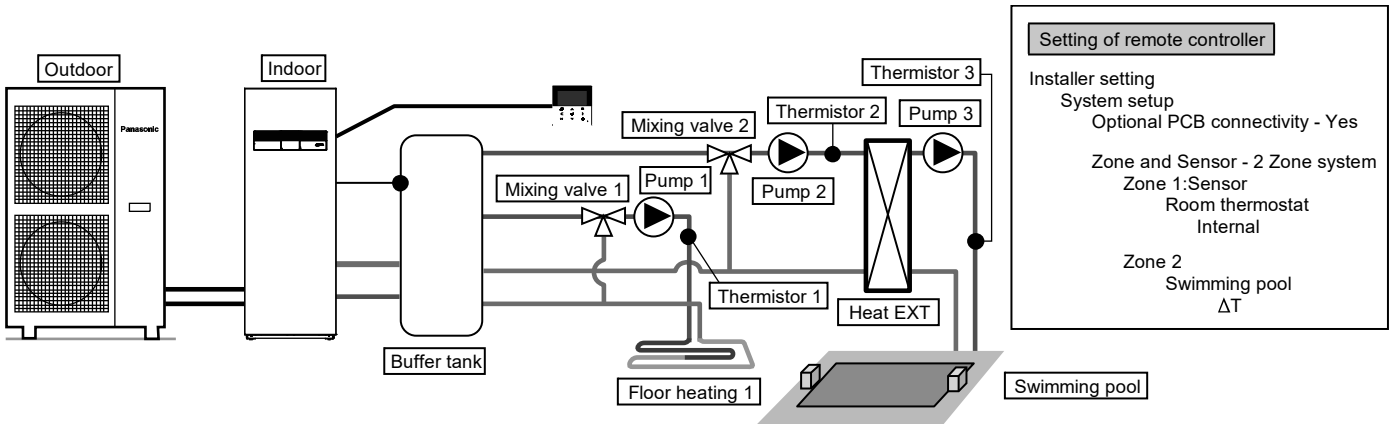 Outdoor
Indoor
Panasonic
Buffer tank
Mixing valve 1
Pump 1
Mixing valve 2
Pump 2
Thermistor 2
Thermistor 3
Pump 3
Thermistor 1
Heat EXT
Floor heating 1
Swimming pool
Setting of remote controller
Installer setting
System setup
Optional PCB connectivity - Yes
Zone and Sensor - 2 Zone system
Zone 1:Sensor
Room thermostat
Internal
Zone 2
Swimming pool
ΔT